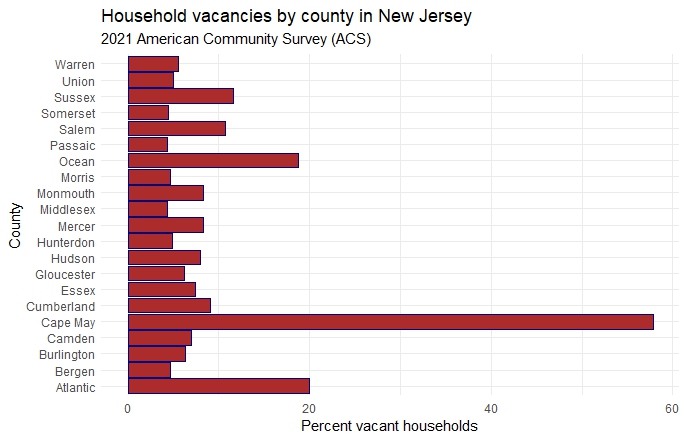 Household vacancies by county in New Jersey
2021 American Community Survey (ACS)
County
Warren
Union
Sussex
Somerset
Salem
Passaic
Ocean
Morris
Monmouth
Middlesex
Mercer
Hunterdon
Hudson
Gloucester
Essex
Cumberland
Cape May
Camden
Burlington
Bergen
Atlantic
0 20 40 60
Percent vacant households